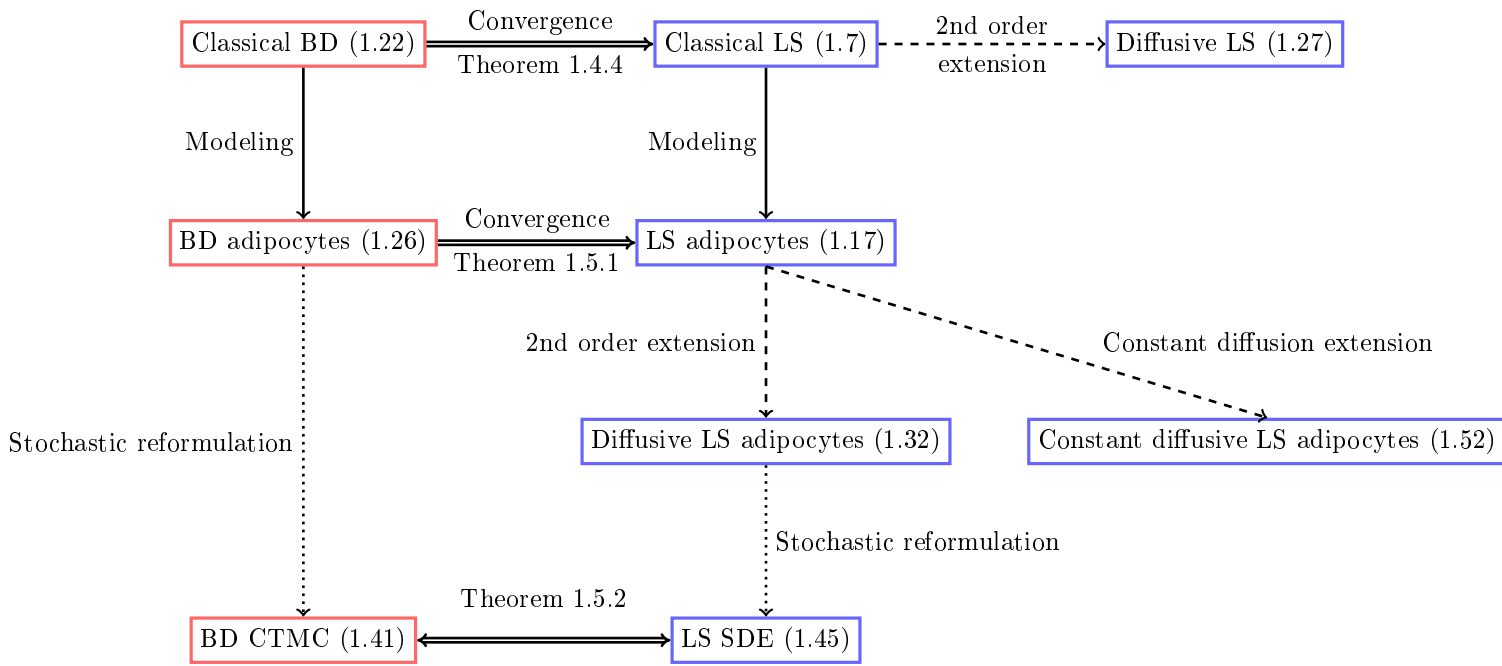 Convergence
2nd order
Classical BD (1.22)
Classical LS (1.7)
Diffusive LS (1.27)
Theorem 1.4.4
extension
Modeling
Modeling
Convergence
BD adipocytes (1.26)
LS adipocytes (1.17)
Theorem 1.5.1
2nd order extension
Constant diffusion extension
Stochastic reformulation
Diffusive LS adipocytes (1.32)
Constant diffusive LS adipocytes (1.52)
Stochastic reformulation
Theorem 1.5.2
BD CTMC (1.41)
LS SDE (1.45)